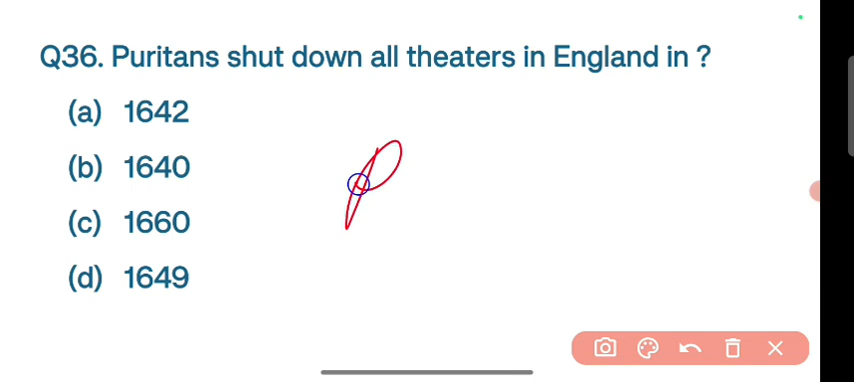 Q36. Puritans shut down all theaters in England in ?
(a) 1642
(b) 1640
(c) 1660
(d) 1649